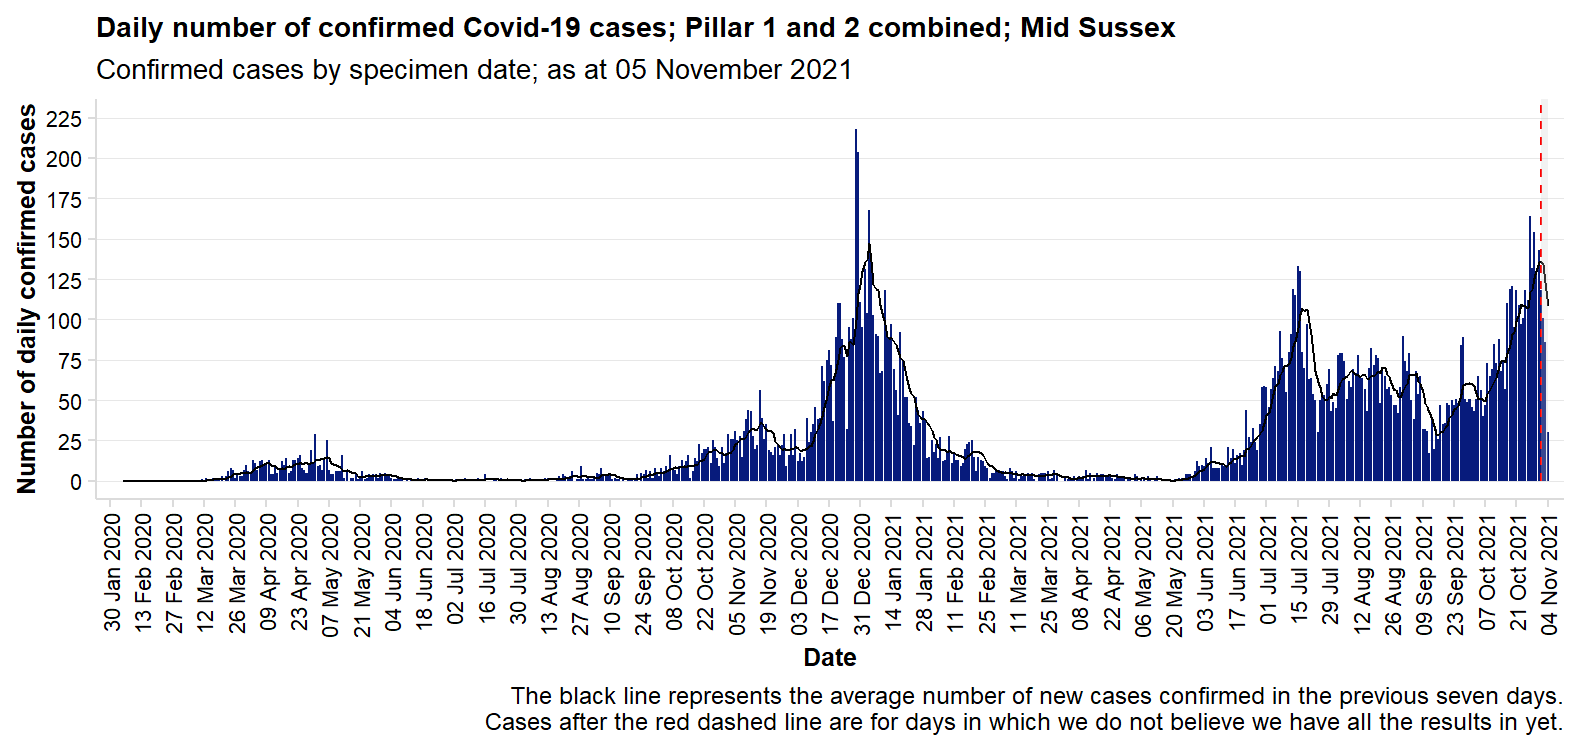 Daily number of confirmed Covid-19 cases; Pillar 1 and 2 combined; Mid Sussex
Confirmed cases by specimen date; as at 05 November 2021
Number of daily confirmed cases
225
200
175
150
125
100
75
50
25
0
30 Jan 2020
13 Feb 2020
27 Feb 2020
12 Mar 2020
26 Mar 2020
09 Apr 2020
23 Apr 2020
07 May 2020
21 May 2020
04 Jun 2020
18 Jun 2020
02 Jul 2020
16 Jul 2020
30 Jul 2020
13 Aug 2020
27 Aug 2020
10 Sep 2020
24 Sep 2020
08 Oct 2020
22 Oct 2020
05 Nov 2020
19 Nov 2020
03 Dec 2020
17 Dec 2020
31 Dec 2020
14 Jan 2021
28 Jan 2021
11 Feb 2021
25 Feb 2021
11 Mar 2021
25 Mar 2021
08 Apr 2021
22 Apr 2021
06 May 2021
20 May 2021
03 Jun 2021
17 Jun 2021
01 Jul 2021
15 Jul 2021
29 Jul 2021
12 Aug 2021
26 Aug 2021
09 Sep 2021
23 Sep 2021
07 Oct 2021
21 Oct 2021
04 Nov 2021
Date
The black line represents the average number of new cases confirmed in the previous seven days.
Cases after the red dashed line are for days in which we do not believe we have all the results in yet.